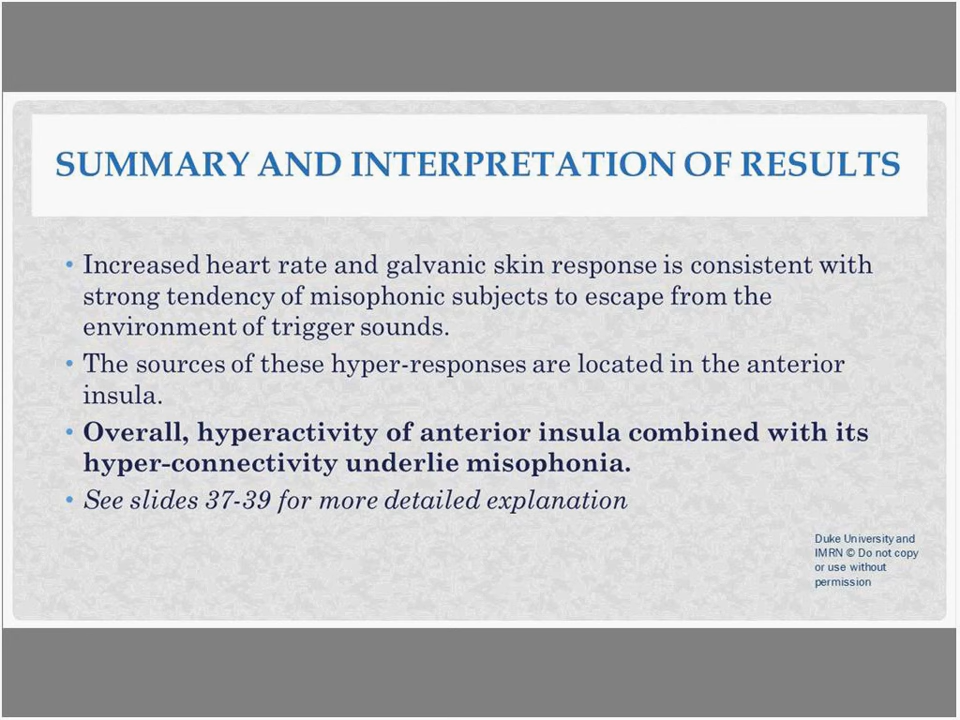 SUMMARY AND INTERPRETATION OF RESULTS
• Increased heart rate and galvanic skin response is consistent with
strong tendency of misophonic subjects to escape from the
environment of trigger sounds.
• The sources of these hyper-responses are located in the anterior
insula.
• Overall, hyperactivity of anterior insula combined with its
hyper-connectivity underlie misophonia.
• See slides 37-39 for more detailed explanation
Duke University and
IMRN © Do not copy
or use without
permission